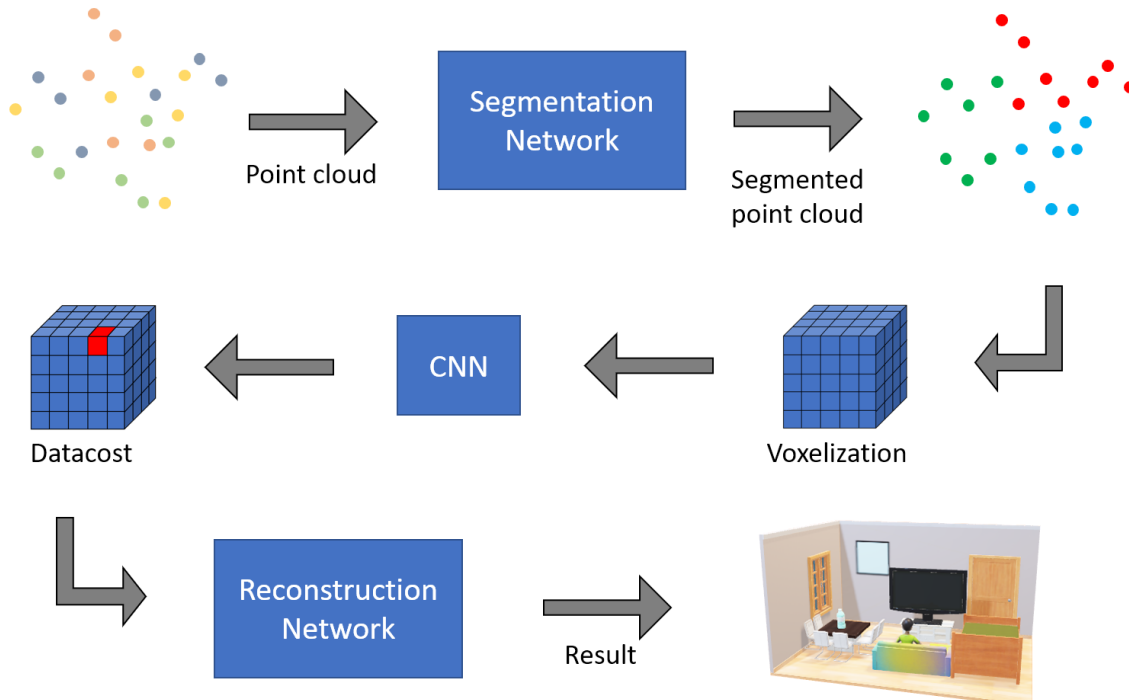 Segmentation
Network
Point cloud
Segmented
point cloud
CNN
Datacost
Voxelization
Reconstruction
Network
Result